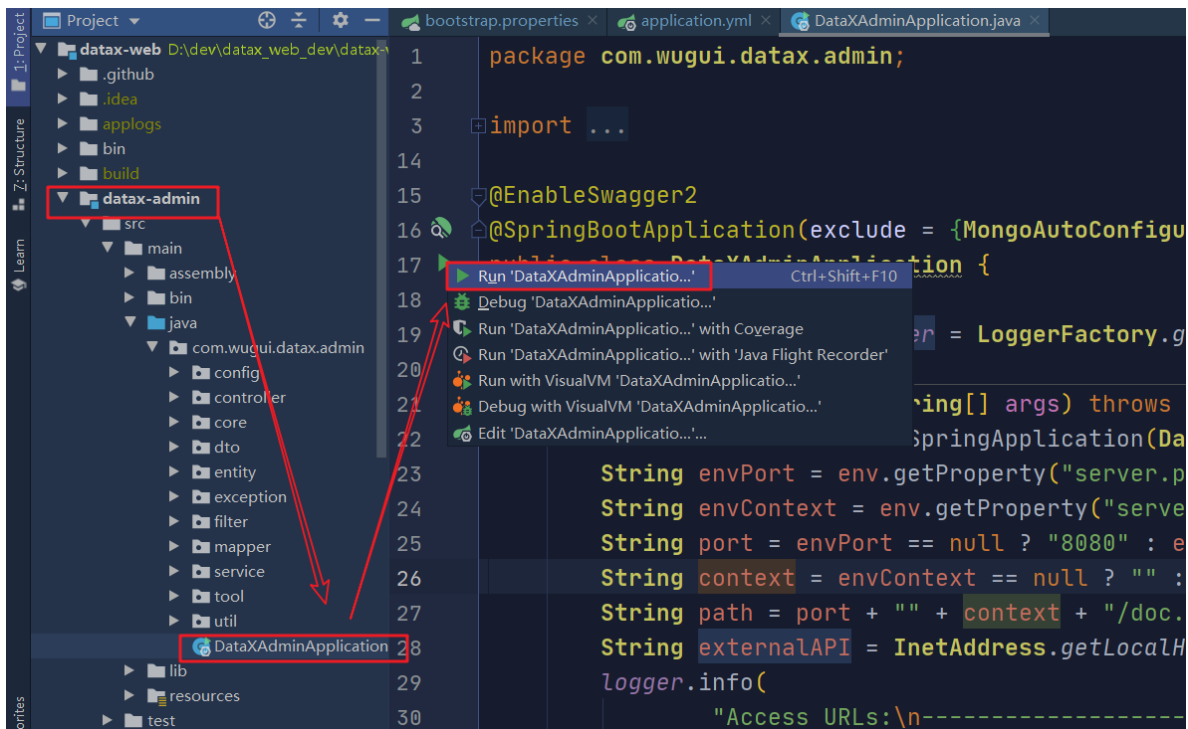 1: Project
Z: Structure
Learn
orites
Project
datax-web D:\dev\datax_web_dev\datax-
.github
.idea
applogs
bin
build
datax-admin
src
main
assembly
bin
java
com.wugui.datax.admin
config
controller
core
dto
entity
exception
filter
mapper
service
tool
util
DataXAdminApplication
lib
resources
test
bootstrap.properties
application.yml
DataXAdminApplication.java
1 package com.wugui.datax.admin;
2
3 import ...
14
15 @EnableSwagger2
16 @SpringBootApplication(exclude = {MongoAutoConfigu
17 public class DataXAdminApplication {
18
19 er = LoggerFactory.g
20
21 ring[] args) throws
22 SpringApplication(Da
23 String envPort = env.getProperty("server.p
24 String envContext = env.getProperty("serve
25 String port = envPort == null ? "8080" : e
26 String context = envContext == null ? "" :
27 String path = port + "" + context + "/doc.
28 String externalAPI = InetAddress.getLocalH
29 logger.info(
30 "Access URLs:\n-------------------
Run 'DataXAdminApplicatio...' Ctrl+Shift+F10
Debug 'DataXAdminApplicatio...'
Run 'DataXAdminApplicatio...' with Coverage
Run 'DataXAdminApplicatio...' with 'Java Flight Recorder'
Run with VisualVM 'DataXAdminApplicatio...'
Debug with VisualVM 'DataXAdminApplicatio...'
Edit 'DataXAdminApplicatio...'...